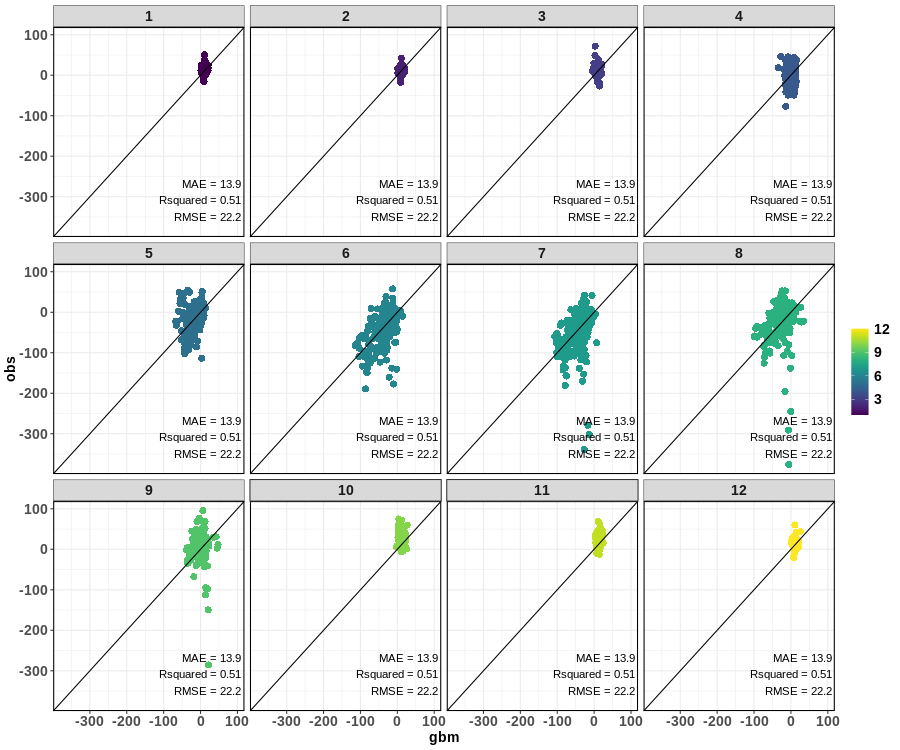 1
2
3
4
100
0
-100
-200
-300
MAE = 13.9
Rsquared = 0.51
RMSE = 22.2
MAE = 13.9
Rsquared = 0.51
RMSE = 22.2
MAE = 13.9
Rsquared = 0.51
RMSE = 22.2
MAE = 13.9
Rsquared = 0.51
RMSE = 22.2
5
6
7
8
100
0
-100
-200
-300
MAE = 13.9
Rsquared = 0.51
RMSE = 22.2
MAE = 13.9
Rsquared = 0.51
RMSE = 22.2
MAE = 13.9
Rsquared = 0.51
RMSE = 22.2
MAE = 13.9
Rsquared = 0.51
RMSE = 22.2
obs
12
9
6
3
9
10
11
12
100
0
-100
-200
-300
MAE = 13.9
Rsquared = 0.51
RMSE = 22.2
MAE = 13.9
Rsquared = 0.51
RMSE = 22.2
MAE = 13.9
Rsquared = 0.51
RMSE = 22.2
MAE = 13.9
Rsquared = 0.51
RMSE = 22.2
-300 -200 -100 0 100
-300 -200 -100 0 100
-300 -200 -100 0 100
-300 -200 -100 0 100
gbm